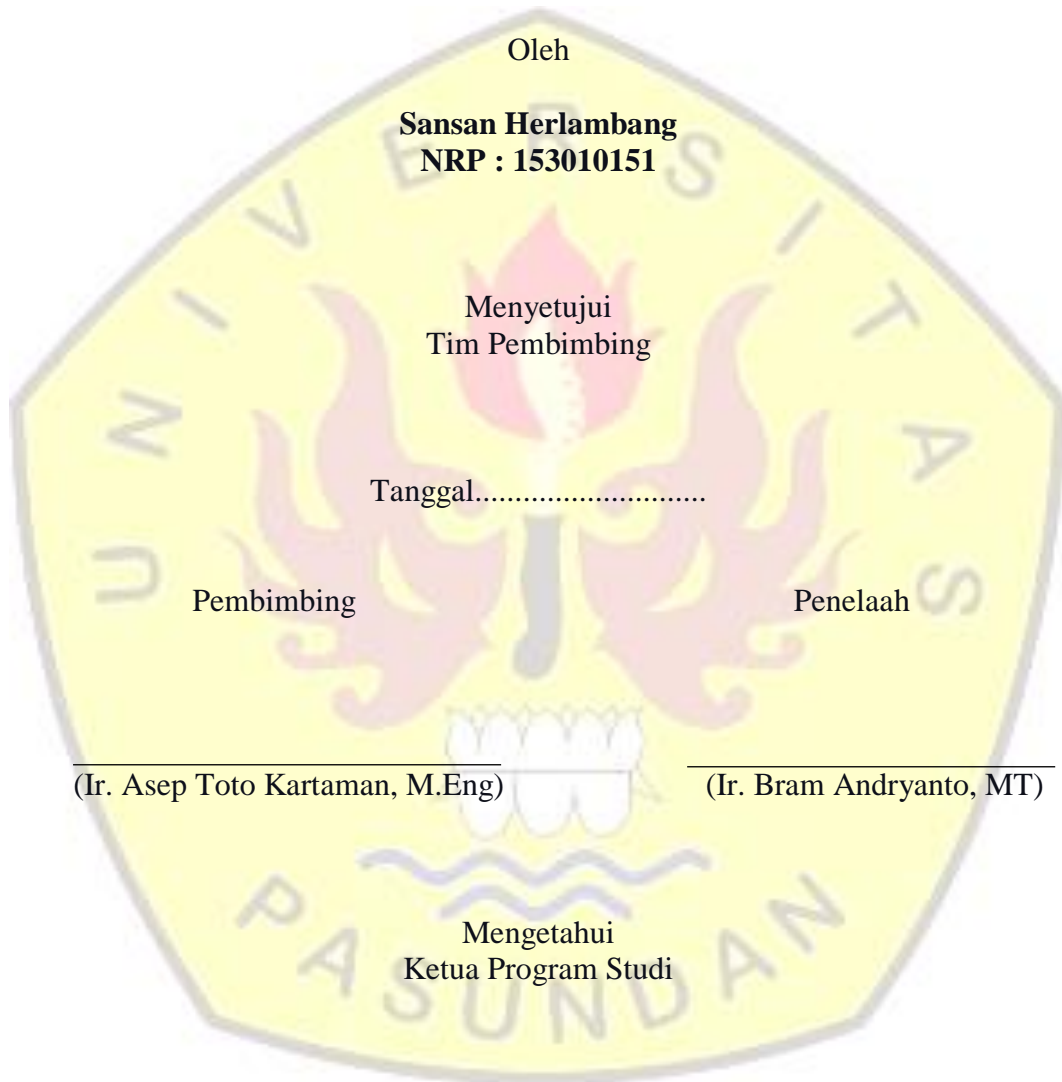 Oleh
Sansan Herlambang
NRP : 153010151
Menyetujui
Tim Pembimbing
Tanggal.............................
Pembimbing Penelaah
(Ir. Asep Toto Kartaman, M.Eng) (Ir. Bram Andryanto, MT)
Mengetahui
Ketua Program Studi
UNIVERSITAS
PASUNDAN